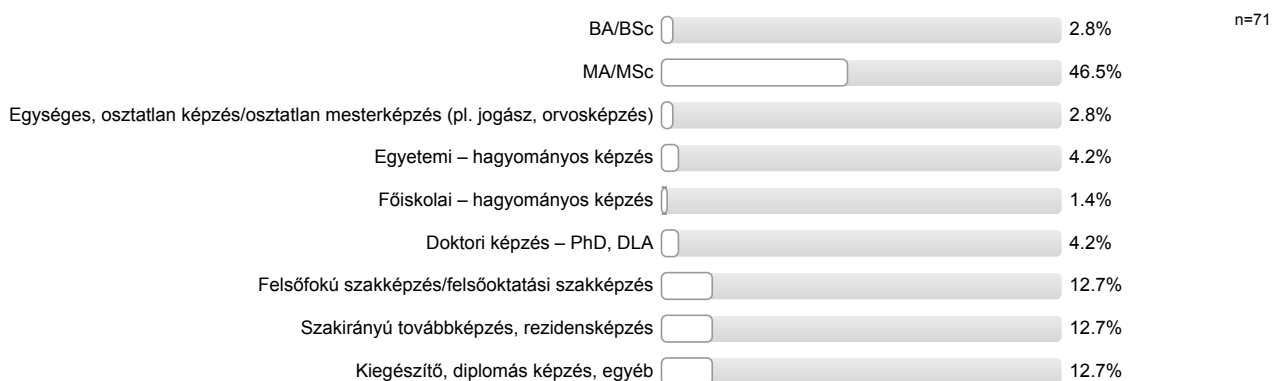 BA/BSc 2.8% n=71
MA/MSc 46.5%
Egységes, osztatlan képzés/osztatlan mesterképzés (pl. jogász, orvosképzés) 2.8%
Egyetemi – hagyományos képzés 4.2%
Főiskolai – hagyományos képzés 1.4%
Doktori képzés – PhD, DLA 4.2%
Felsőfokú szakképzés/felsőoktatási szakképzés 12.7%
Szakirányú továbbképzés, rezidensképzés 12.7%
Kiegészítő, diplomás képzés, egyéb 12.7%